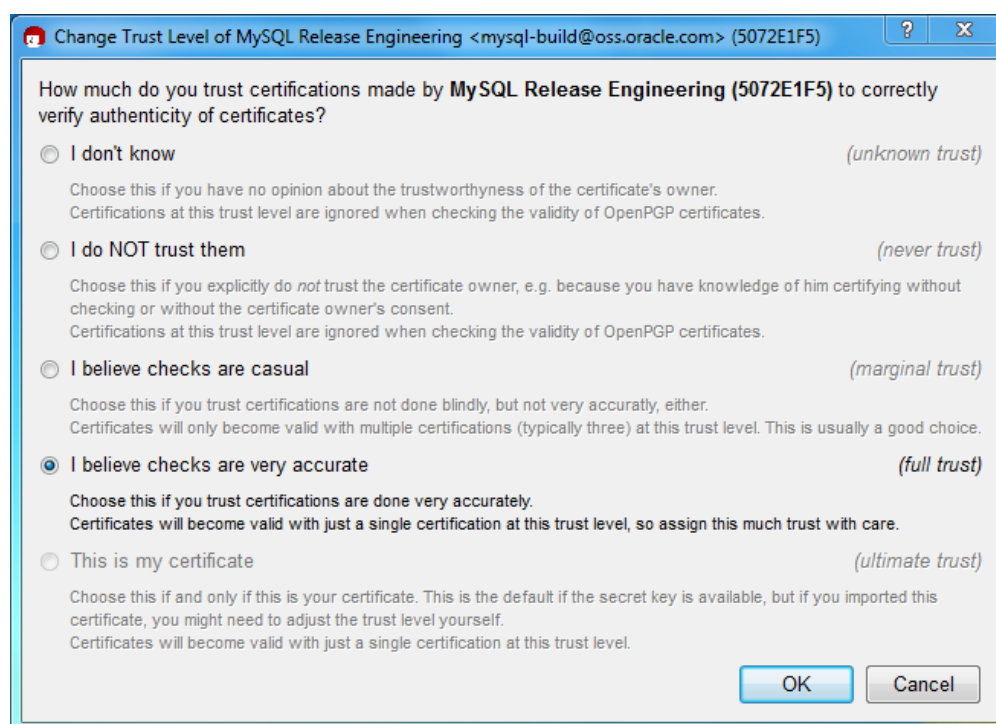 Change Trust Level of MySQL Release Engineering <mysql-build@oss.oracle.com> (5072E1F5)
How much do you trust certifications made by MySQL Release Engineering (5072E1F5) to correctly
verify authenticity of certificates?
I don't know (unknown trust)
Choose this if you have no opinion about the trustworthyness of the certificate's owner.
Certifications at this trust level are ignored when checking the validity of OpenPGP certificates.
I do NOT trust them (never trust)
Choose this if you explicitly do not trust the certificate owner, e.g. because you have knowledge of him certifying without
checking or without the certificate owner's consent.
Certifications at this trust level are ignored when checking the validity of OpenPGP certificates.
I believe checks are casual (marginal trust)
Choose this if you trust certifications are not done blindly, but not very accuratly, either.
Certificates will only become valid with multiple certifications (typically three) at this trust level. This is usually a good choice.
I believe checks are very accurate (full trust)
Choose this if you trust certifications are done very accurately.
Certificates will become valid with just a single certification at this trust level, so assign this much trust with care.
This is my certificate (ultimate trust)
Choose this if and only if this is your certificate. This is the default if the secret key is available, but if you imported this
certificate, you might need to adjust the trust level yourself.
Certificates will become valid with just a single certification at this trust level.
OK Cancel